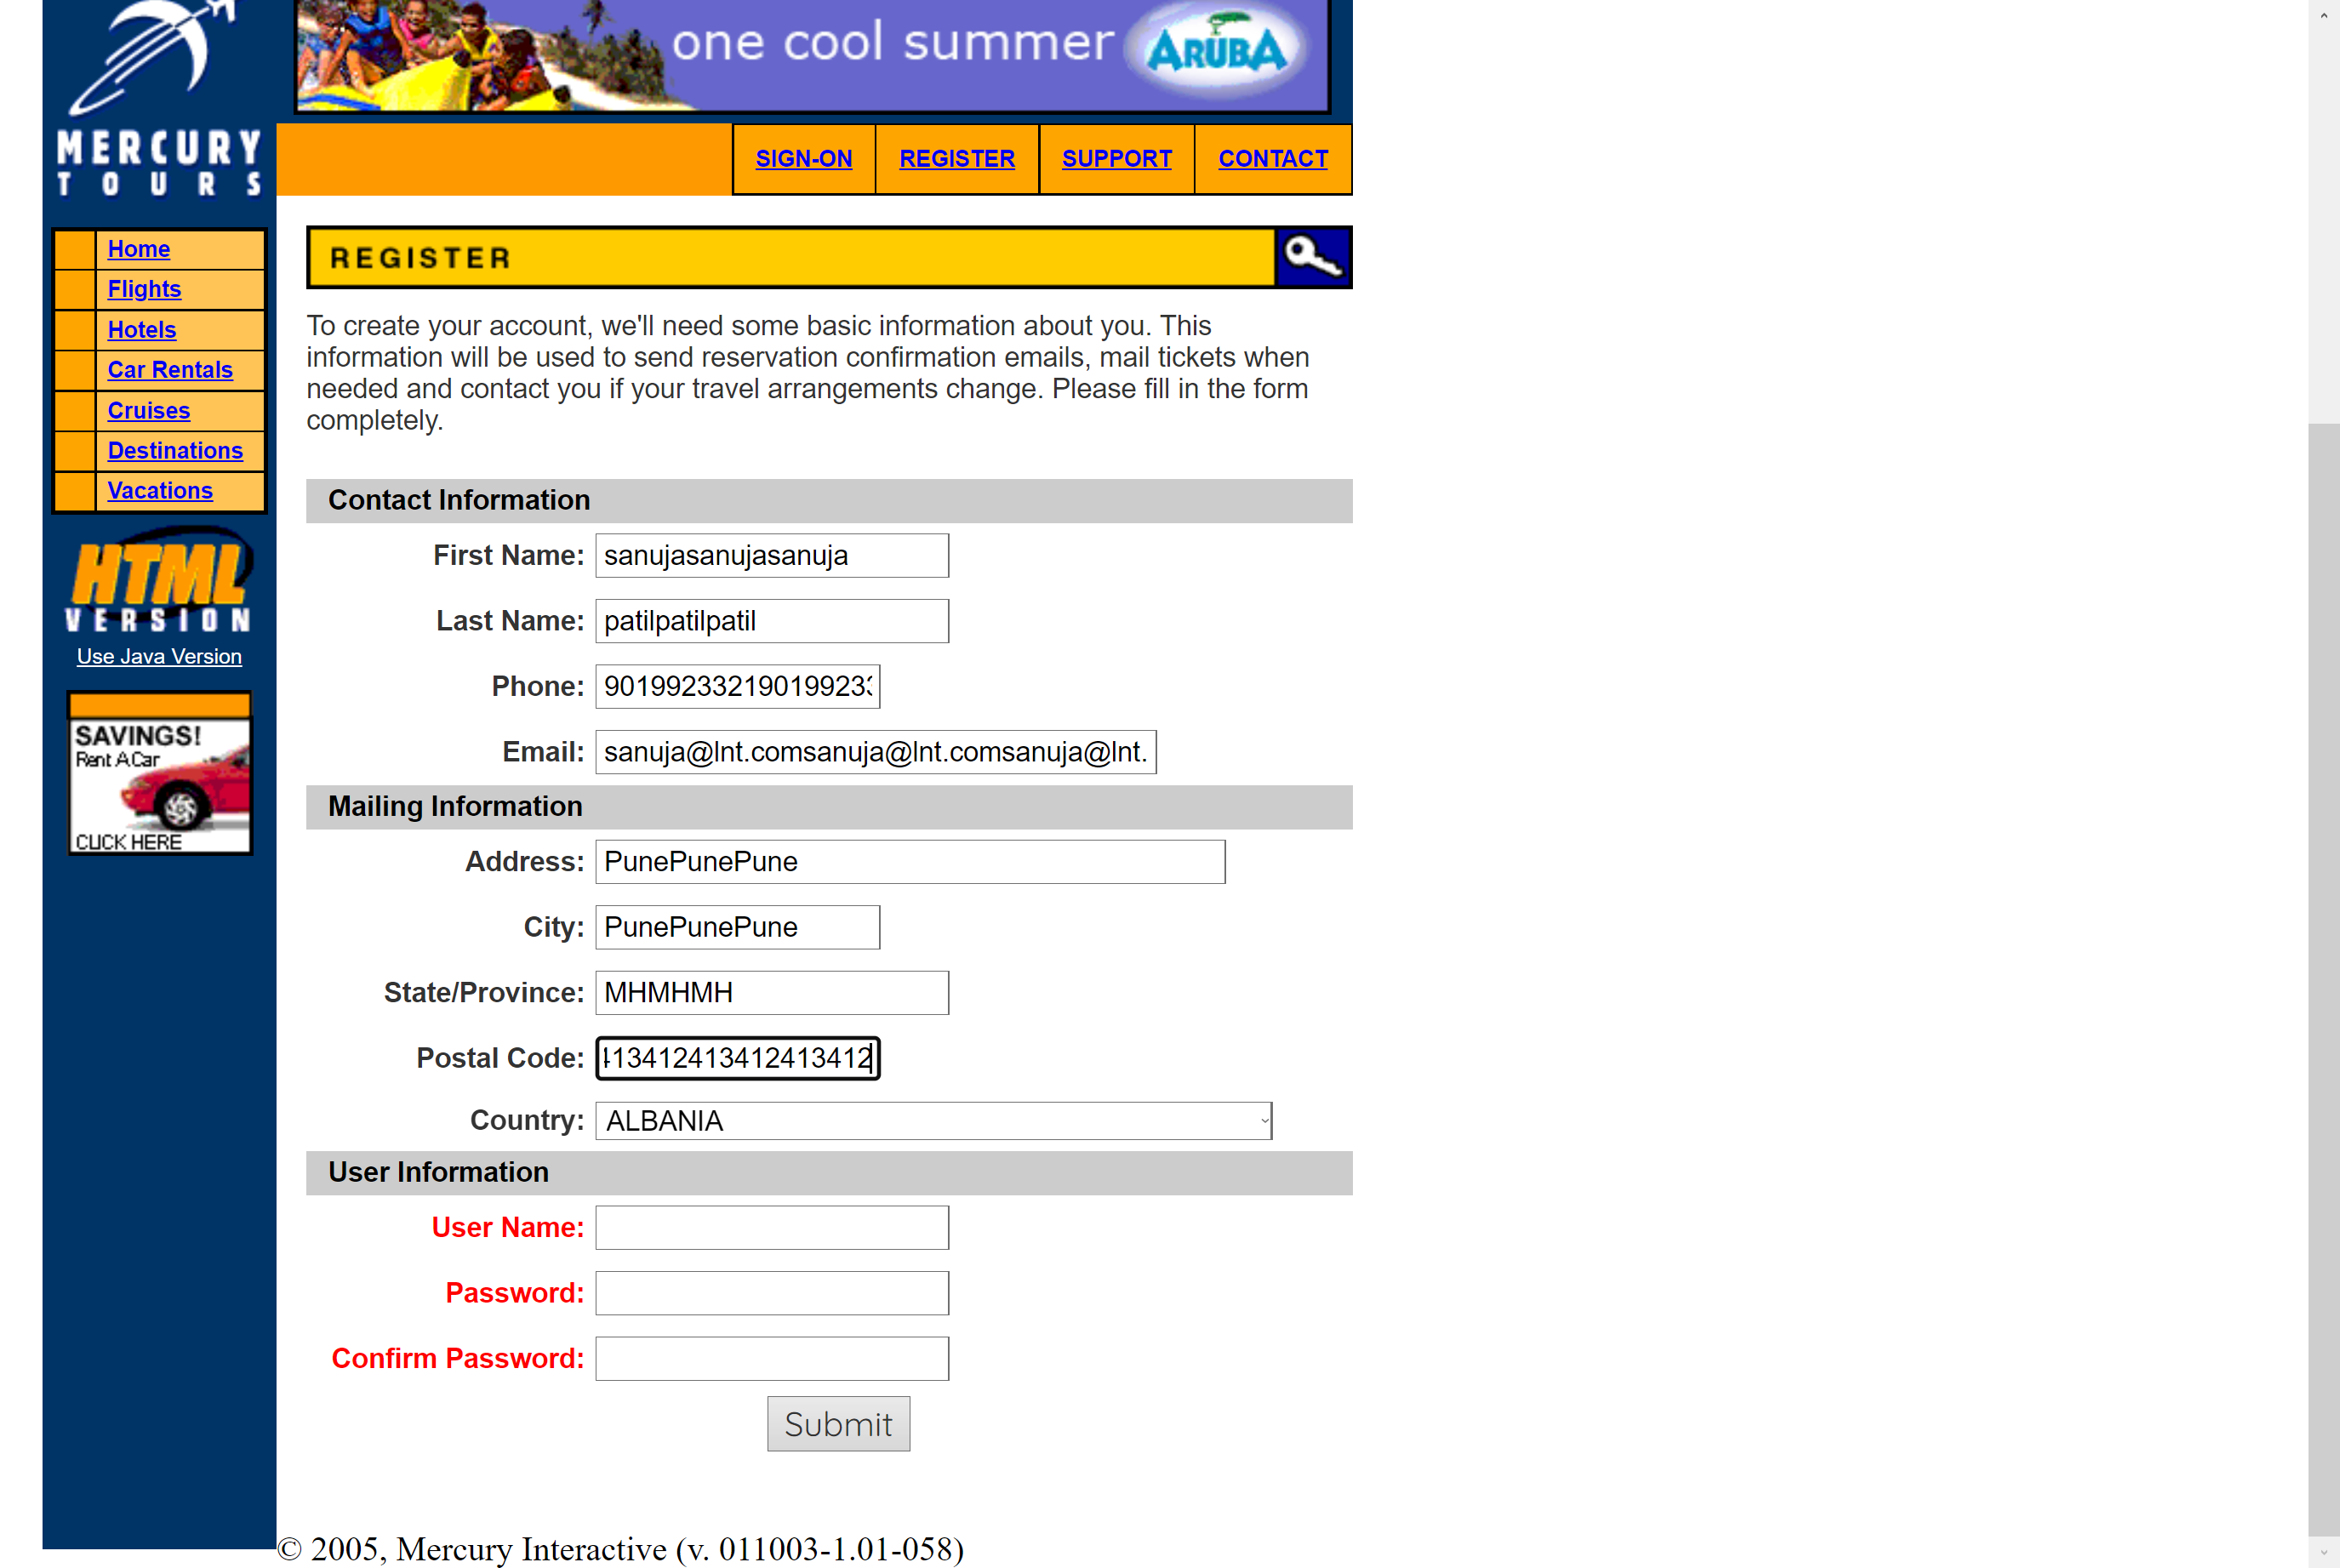 one cool summer
ARUBA
MERCURY
TOURS
SIGN-ON
REGISTER
SUPPORT
CONTACT
Home
Flights
Hotels
Car Rentals
Cruises
Destinations
Vacations
HTML
VERSION
Use Java Version
SAVINGS!
Rent A Car
CLICK HERE
REGISTER
To create your account, we'll need some basic information about you. This
information will be used to send reservation confirmation emails, mail tickets when
needed and contact you if your travel arrangements change. Please fill in the form
completely.
Contact Information
First Name: sanujasanujasanuja
Last Name: patilpatilpatil
Phone: 901992332190199233
Email: sanuja@lnt.comsanuja@lnt.comsanuja@lnt.
Mailing Information
Address: PunePunePune
City: PunePunePune
State/Province: MHMHMH
Postal Code: 413412413412413412
Country: ALBANIA
User Information
User Name:
Password:
Confirm Password:
Submit
© 2005, Mercury Interactive (v. 011003-1.01-058)